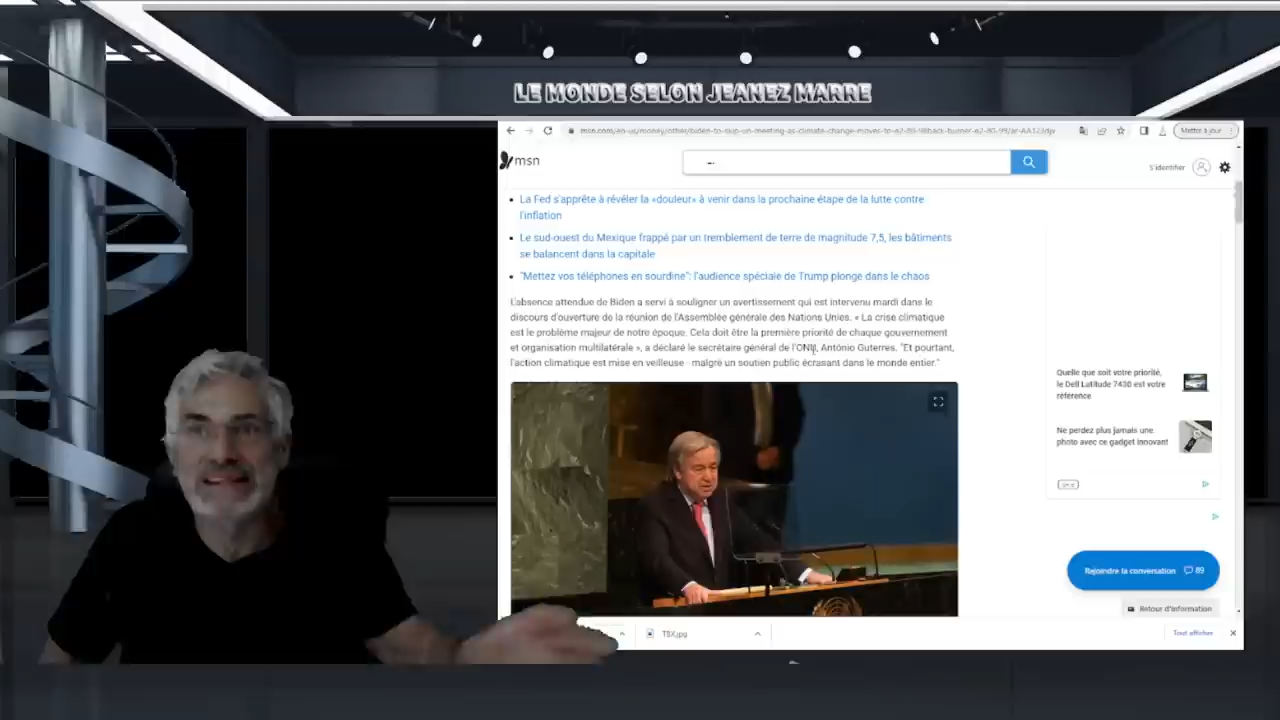 LE MONDE SELON JEANEZ MARRE
Mettre à jour
msn
S'identifier
La Fed s'apprête à révéler la «douleur» à venir dans la prochaine étape de la lutte contre
l'inflation
Le sud-ouest du Mexique frappé par un tremblement de terre de magnitude 7,5, les bâtiments
se balancent dans la capitale
"Mettez vos téléphones en sourdine": l'audience spéciale de Trump plonge dans le chaos
L'absence attendue de Biden a servi à souligner un avertissement qui est intervenu mardi dans le
discours d'ouverture de la réunion de l'Assemblée générale des Nations Unies. « La crise climatique
est le problème majeur de notre époque. Cela doit être la première priorité de chaque gouvernement
et organisation multilatérale », a déclaré le secrétaire général de l'ONU, António Guterres. "Et pourtant,
l'action climatique est mise en veilleuse - malgré un soutien public écrasant dans le monde entier."
Quelque que soit votre priorité,
le Dell Latitude 7430 est votre
référence
Ne perdez plus jamais une
photo avec ce gadget innovant
Rejoindre la conversation 89
Retour d'information
TBX.jpg
Tout afficher